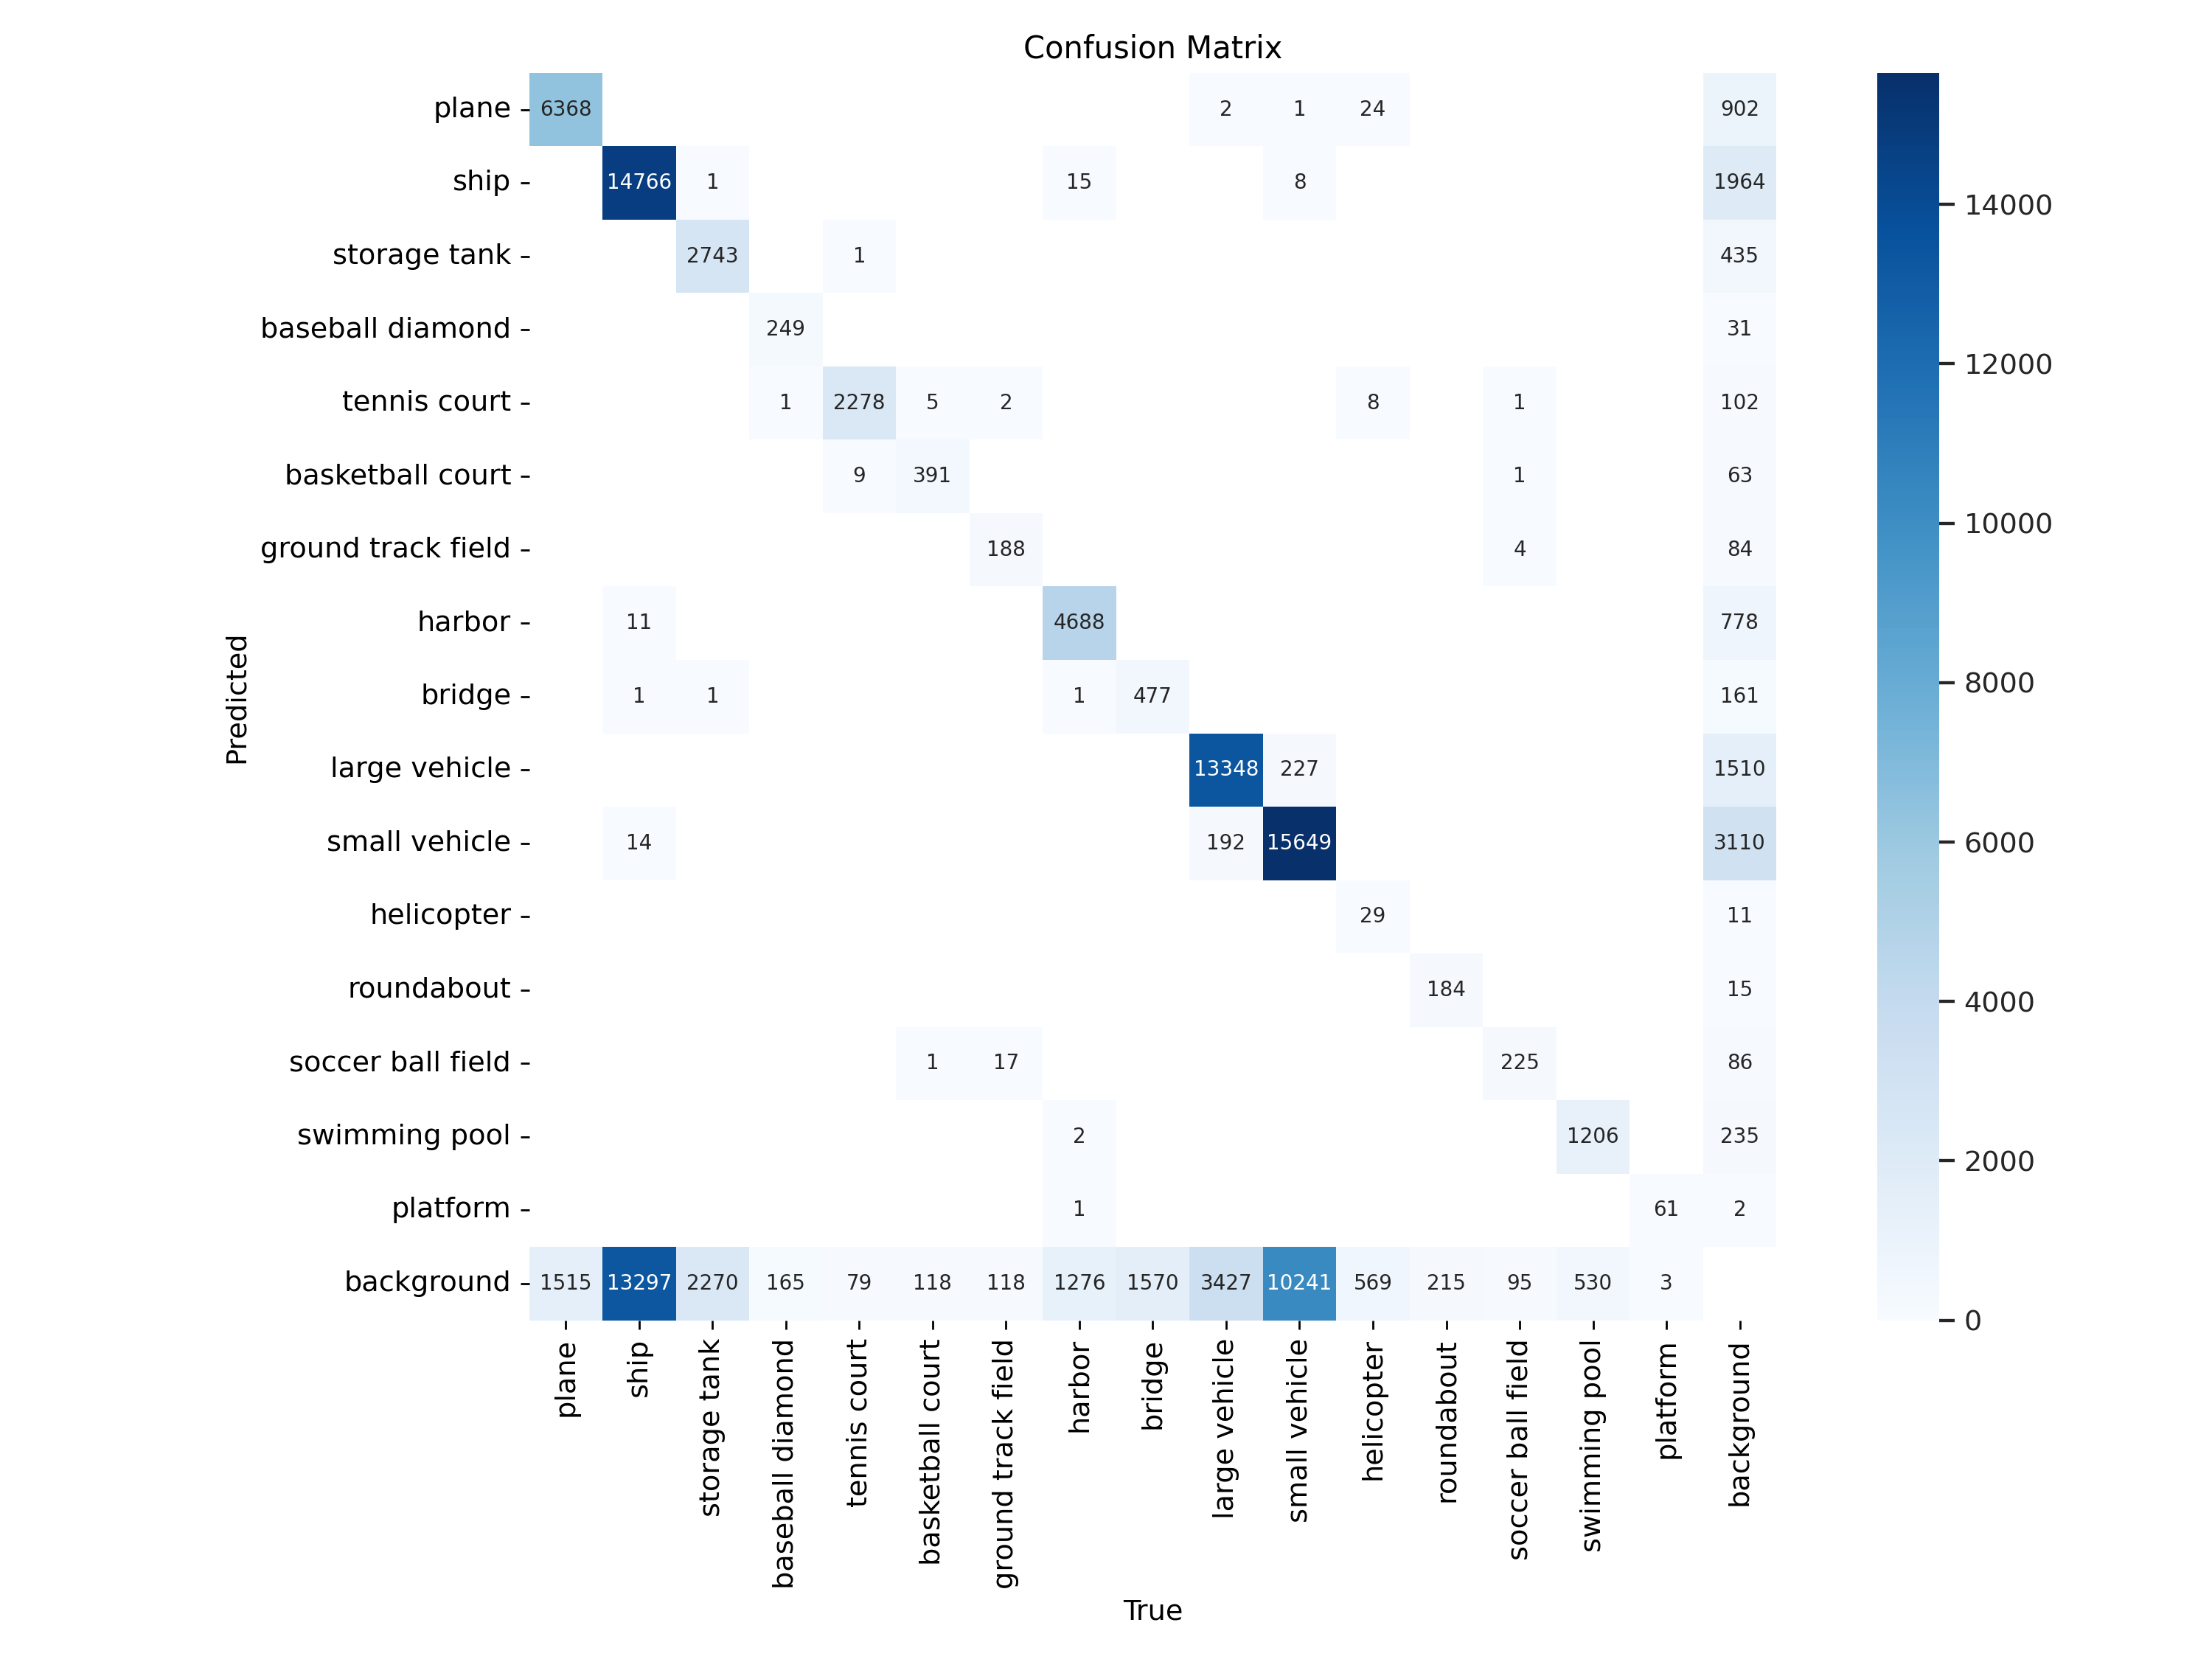 Confusion Matrix
plane 6368 2 1 24 902
ship 14766 1 15 8 1964
storage tank 2743 1 435
baseball diamond 249 31
tennis court 1 2278 5 2 8 1 102
basketball court 9 391 1 63
ground track field 188 4 84
harbor 11 4688 778
bridge 1 1 1 477 161
large vehicle 13348 227 1510
small vehicle 14 192 15649 3110
helicopter 29 11
roundabout 184 15
soccer ball field 1 17 225 86
swimming pool 2 1206 235
platform 1 61 2
background 1515 13297 2270 165 79 118 118 1276 1570 3427 10241 569 215 95 530 3
Predicted
plane
ship
storage tank
baseball diamond
tennis court
basketball court
ground track field
harbor
bridge
large vehicle
small vehicle
helicopter
roundabout
soccer ball field
swimming pool
platform
background
True
14000
12000
10000
8000
6000
4000
2000
0